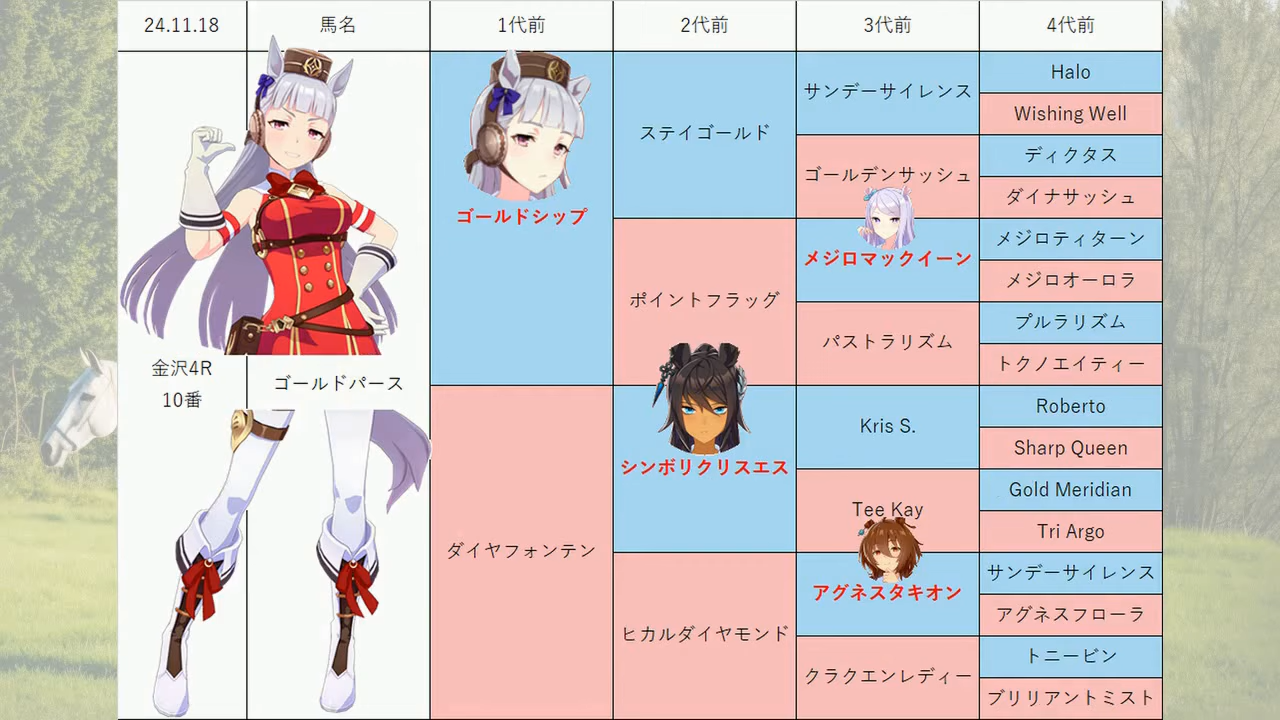 24.11.18
馬名
1代前
2代前
3代前
4代前
金沢4R
10番
ゴールドパース
ゴールドシップ
ダイヤフォンテン
ステイゴールド
ポイントフラッグ
シンボリクリスエス
ヒカルダイヤモンド
サンデーサイレンス
ゴールデンサッシュ
メジロマックイーン
パストラリズム
Kris S.
Tee Kay
アグネスタキオン
クラクエンレディー
Halo
Wishing Well
ディクタス
ダイナサッシュ
メジロティターン
メジロオーロラ
プルラリズム
トクノエイティー
Roberto
Sharp Queen
Gold Meridian
Tri Argo
サンデーサイレンス
アグネスフローラ
トニービン
ブリリアントミスト